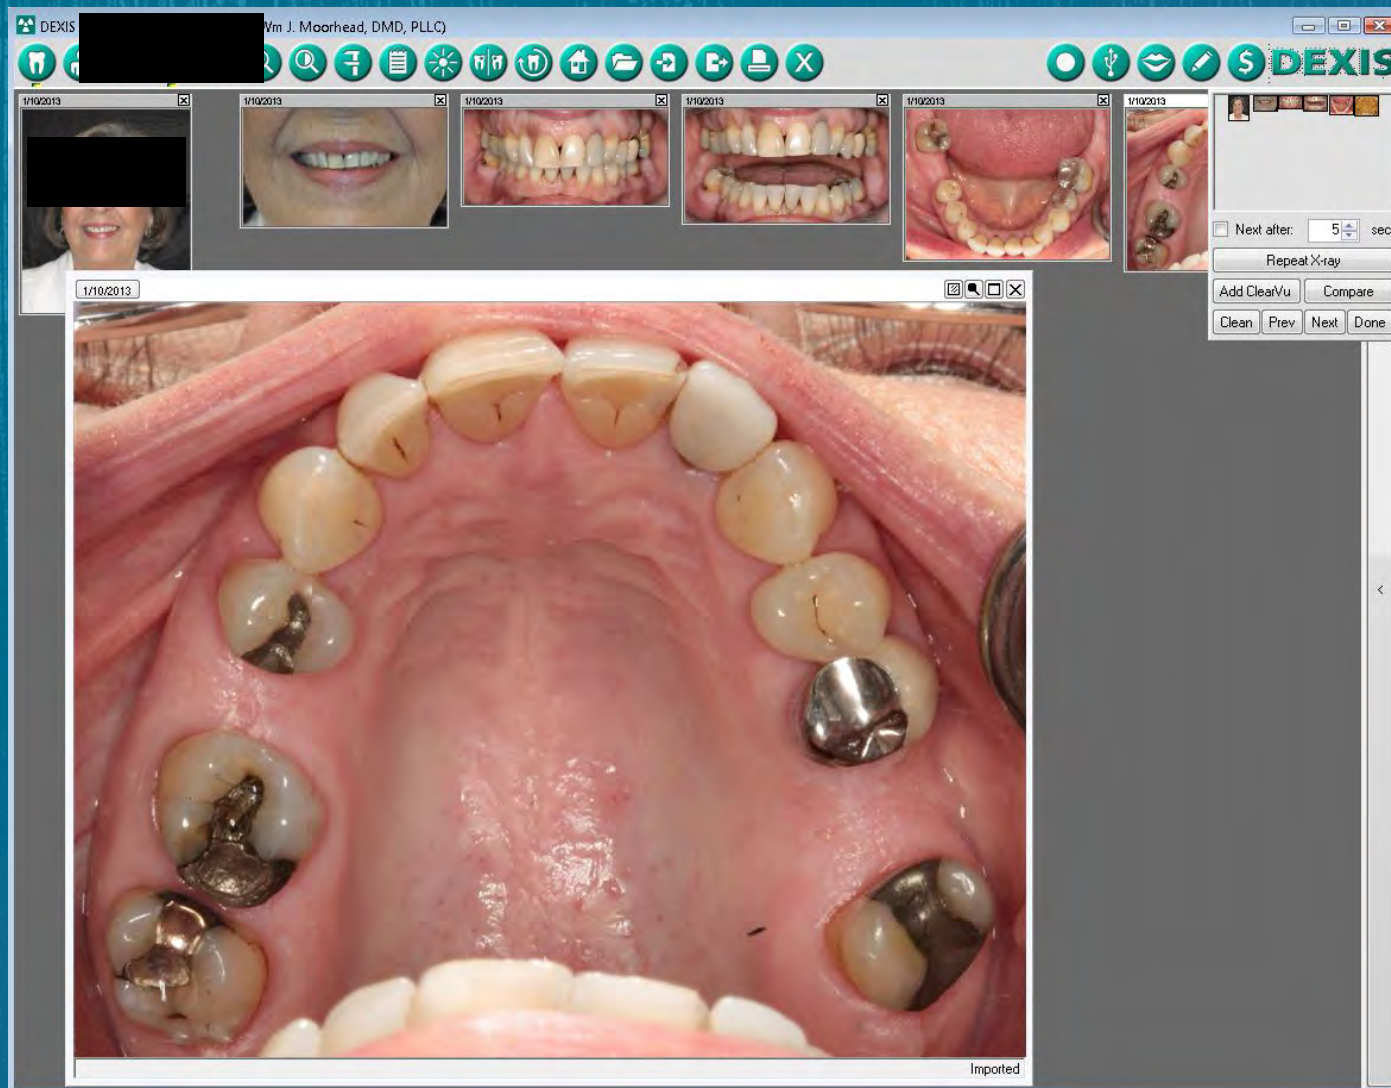 DEXIS
Wm J. Moorhead, DMD, PLLC)
DEXIS
1/10/2013
1/10/2013
1/10/2013
1/10/2013
1/10/2013
1/10/2013
Next after: 5 sec
Repeat X-ray
Add ClearVu Compare
Clean Prev Next Done
1/10/2013
Imported